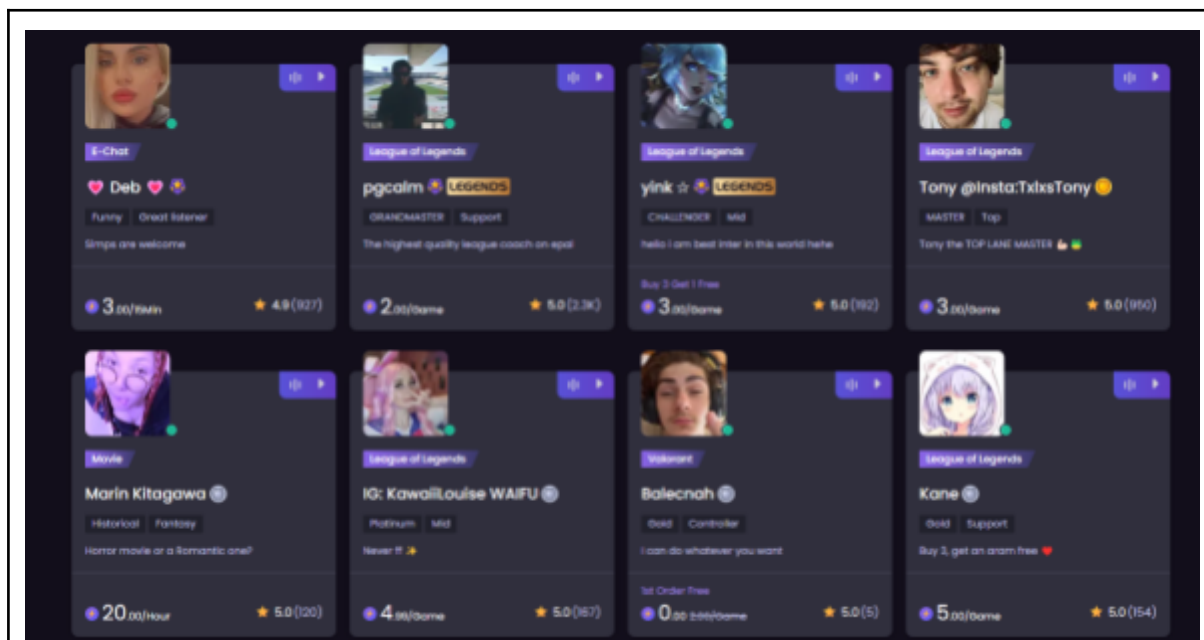 E-Chat
💗 Deb 💗
Funny Great listener
Simps are welcome
3.00/15Min 4.9 (927)
League of Legends
pgcalm LEGENDS
GRANDMASTER Support
The highest quality league coach on epal
2.00/Game 5.0 (2.3K)
League of Legends
yink ☆ LEGENDS
CHALLENGER Mid
hello i am best inter in this world hehe
Buy 3 Get 1 Free
3.00/Game 5.0 (192)
League of Legends
Tony @Insta:TxlxsTony
MASTER Top
Tony the TOP LANE MASTER
3.00/Game 5.0 (950)
Movie
Marin Kitagawa
Historical Fantasy
Horror movie or a Romantic one?
20.00/Hour 5.0 (120)
League of Legends
IG: KawaiiLouise WAIFU
Platinum Mid
Never ff ✨
4.99/Game 5.0 (167)
Valorant
Balecnah
Gold Controller
I can do whatever you want
1st Order Free
0.00 2.00/Game 5.0 (5)
League of Legends
Kane
Gold Support
Buy 3, get an aram free ❤️
5.00/Game 5.0 (154)